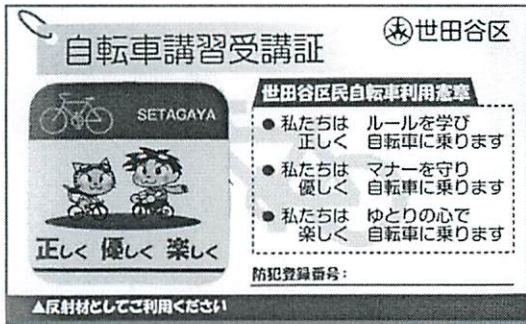 自転車講習受講証
世田谷区
SETAGAYA
正しく 優しく 楽しく
世田谷区民自転車利用憲章
● 私たちは ルールを学び
正しく 自転車に乗ります
● 私たちは マナーを守り
優しく 自転車に乗ります
● 私たちは ゆとりの心で
楽しく 自転車に乗ります
防犯登録番号：
▲反射材としてご利用ください